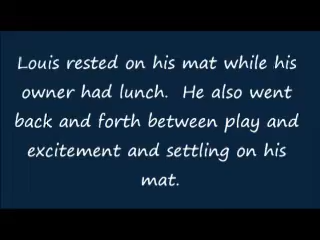 Louis rested on his mat while his
owner had lunch.  He also went
back and forth between play and
excitement and settling on his
mat.